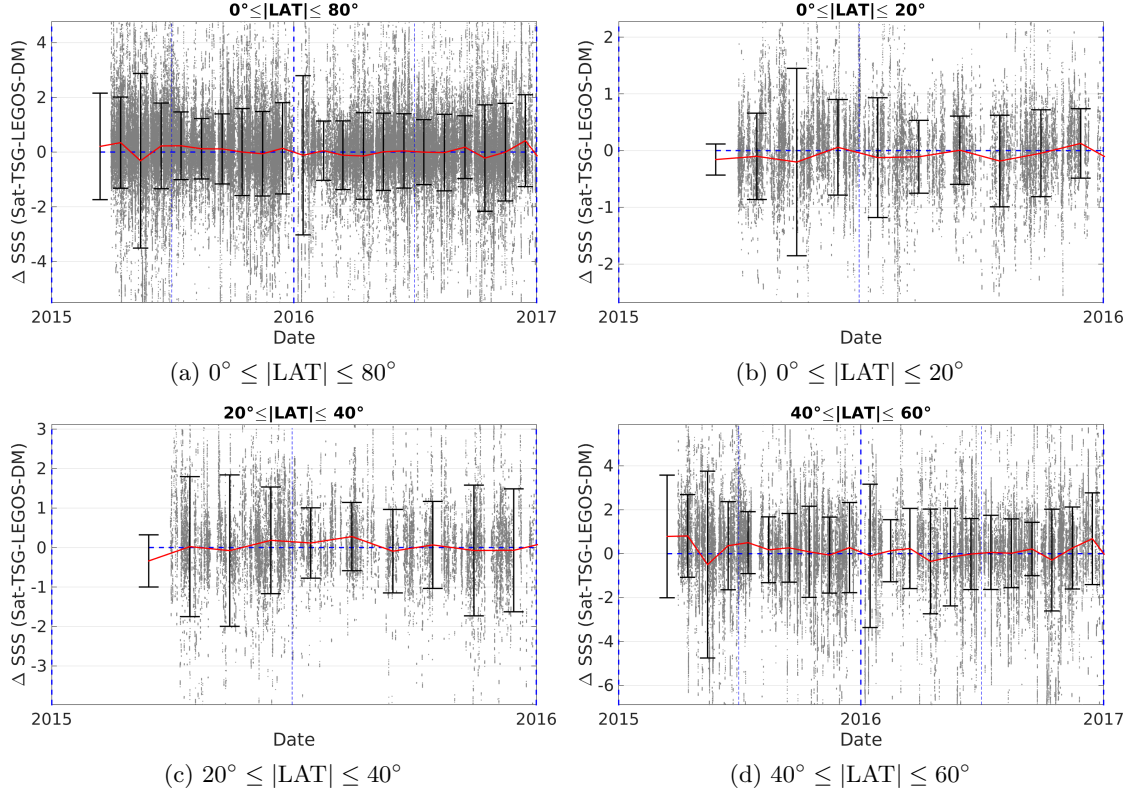 0°≤|LAT|≤ 80°
Δ SSS (Sat-TSG-LEGOS-DM)
4
2
0
-2
-4
2015
2016
2017
Date
(a) 0° ≤ |LAT| ≤ 80°
0°≤|LAT|≤ 20°
Δ SSS (Sat-TSG-LEGOS-DM)
2
1
0
-1
-2
2015
2016
Date
(b) 0° ≤ |LAT| ≤ 20°
20°≤|LAT|≤ 40°
Δ SSS (Sat-TSG-LEGOS-DM)
3
2
1
0
-1
-2
-3
2015
2016
Date
(c) 20° ≤ |LAT| ≤ 40°
40°≤|LAT|≤ 60°
Δ SSS (Sat-TSG-LEGOS-DM)
4
2
0
-2
-4
-6
2015
2016
2017
Date
(d) 40° ≤ |LAT| ≤ 60°